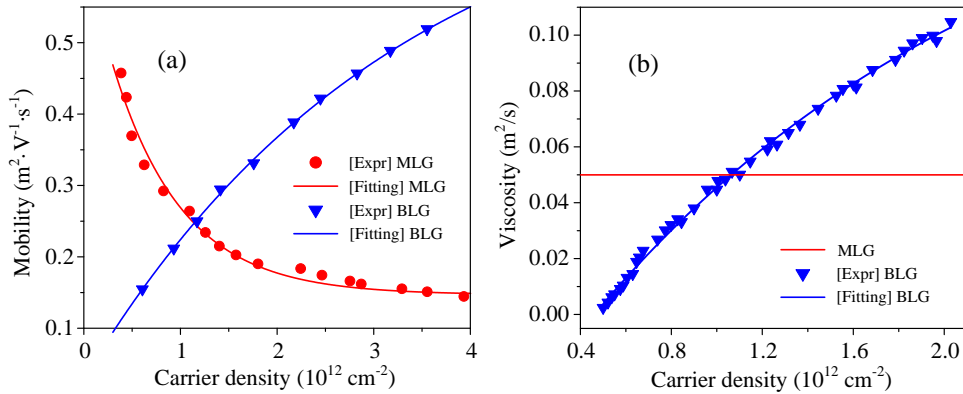 (a)
Mobility (m²· V⁻¹·s⁻¹)
0.5
0.4
0.3
0.2
0.1
[Expr] MLG
[Fitting] MLG
[Expr] BLG
[Fitting] BLG
0 1 2 3 4
Carrier density (10¹² cm⁻²)
(b)
Viscosity (m²/s)
0.10
0.08
0.06
0.04
0.02
0.00
MLG
[Expr] BLG
[Fitting] BLG
0.4 0.8 1.2 1.6 2.0
Carrier density (10¹² cm⁻²)